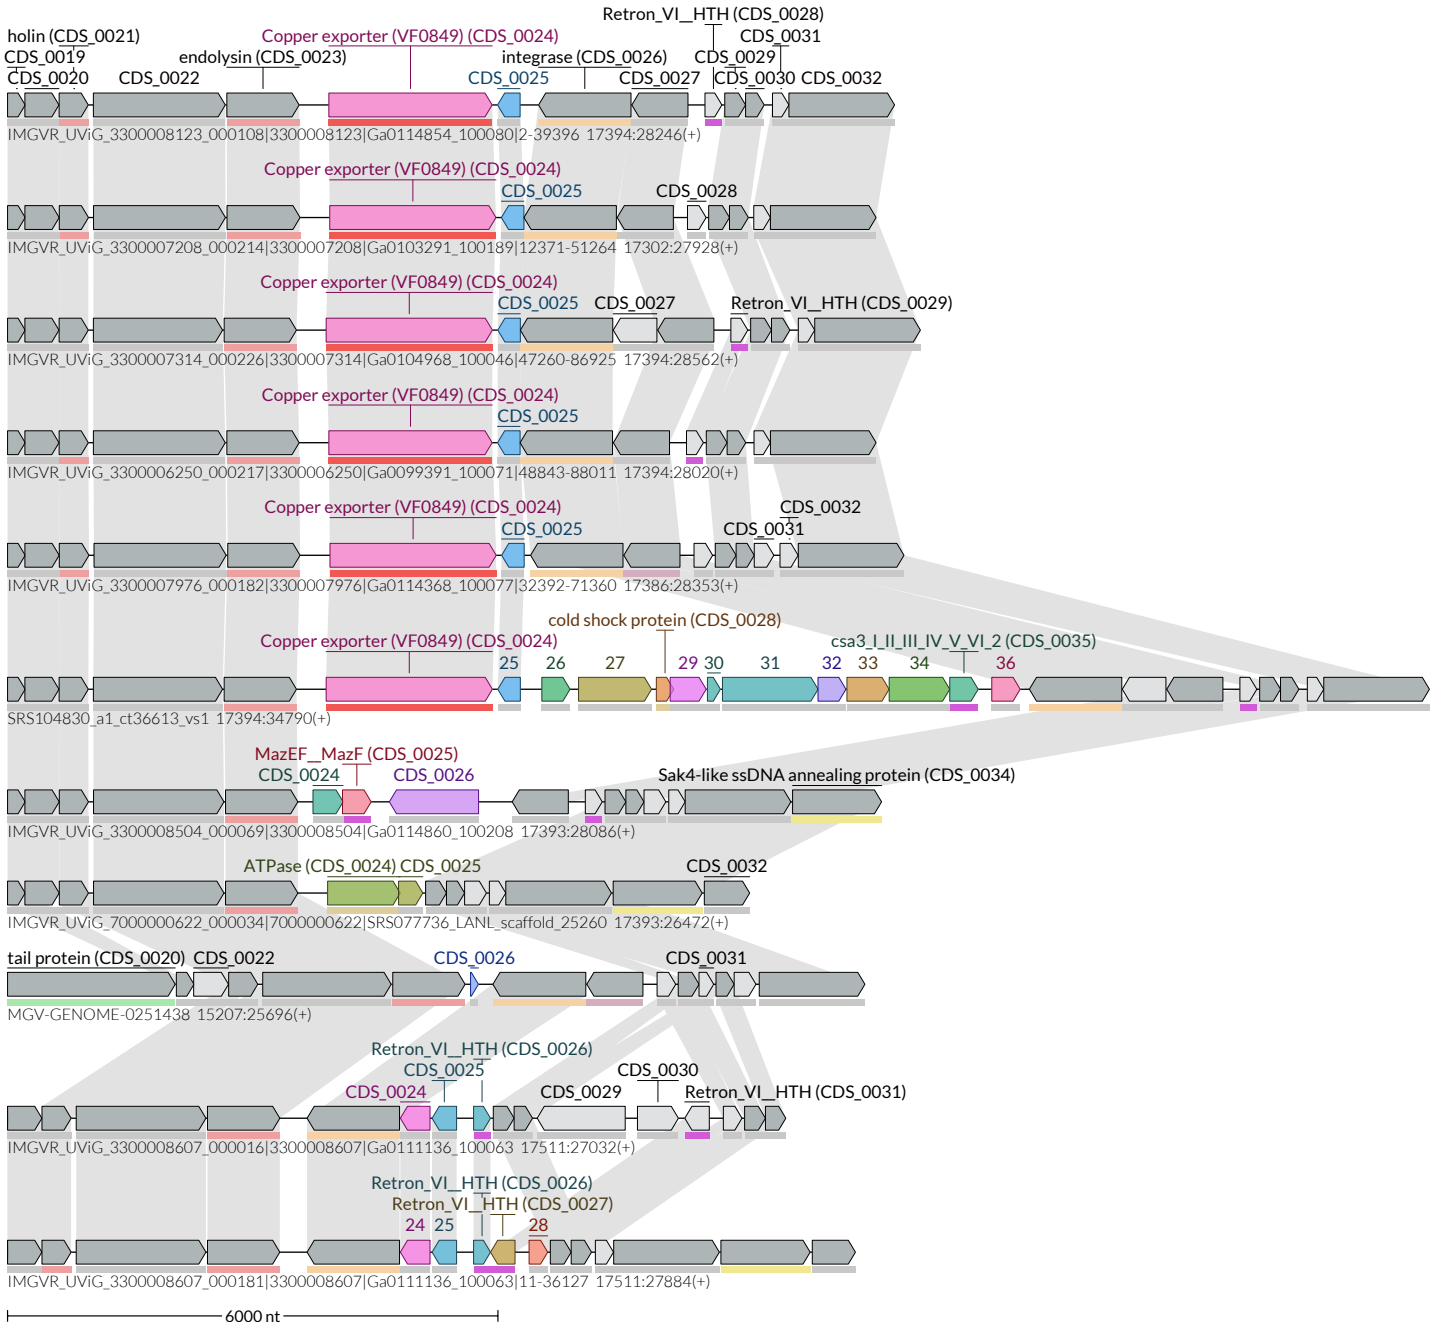 Retron_VI__HTH (CDS_0028)
holin (CDS_0021) Copper exporter (VF0849) (CDS_0024) CDS_0031
CDS_0019 endolysin (CDS_0023) integrase (CDS_0026) CDS_0029
CDS_0020 CDS_0022 CDS_0025 CDS_0027 CDS_0030 CDS_0032
IMGVR_UViG_3300008123_000108|3300008123|Ga0114854_100080|2-39396 17394:28246(+)
Copper exporter (VF0849) (CDS_0024)
CDS_0025 CDS_0028
IMGVR_UViG_3300007208_000214|3300007208|Ga0103291_100189|12371-51264 17302:27928(+)
Copper exporter (VF0849) (CDS_0024)
CDS_0025 CDS_0027 Retron_VI__HTH (CDS_0029)
IMGVR_UViG_3300007314_000226|3300007314|Ga0104968_100046|47260-86925 17394:28562(+)
Copper exporter (VF0849) (CDS_0024)
CDS_0025
IMGVR_UViG_3300006250_000217|3300006250|Ga0099391_100071|48843-88011 17394:28020(+)
Copper exporter (VF0849) (CDS_0024) CDS_0032
CDS_0025 CDS_0031
IMGVR_UViG_3300007976_000182|3300007976|Ga0114368_100077|32392-71360 17386:28353(+)
cold shock protein (CDS_0028)
Copper exporter (VF0849) (CDS_0024) csa3_I_II_III_IV_V_VI_2 (CDS_0035)
25 26 27 29 30 31 32 33 34 36
SRS104830_a1_ct36613_vs1 17394:34790(+)
MazEF__MazF (CDS_0025)
CDS_0024 CDS_0026 Sak4-like ssDNA annealing protein (CDS_0034)
IMGVR_UViG_3300008504_000069|3300008504|Ga0114860_100208 17393:28086(+)
ATPase (CDS_0024) CDS_0025 CDS_0032
IMGVR_UViG_7000000622_000034|7000000622|SRS077736_LANL_scaffold_25260 17393:26472(+)
tail protein (CDS_0020) CDS_0022 CDS_0026 CDS_0031
MGV-GENOME-0251438 15207:25696(+)
Retron_VI__HTH (CDS_0026)
CDS_0025 CDS_0030
CDS_0024 CDS_0029 Retron_VI__HTH (CDS_0031)
IMGVR_UViG_3300008607_000016|3300008607|Ga0111136_100063 17511:27032(+)
Retron_VI__HTH (CDS_0026)
Retron_VI__HTH (CDS_0027)
24 25 28
IMGVR_UViG_3300008607_000181|3300008607|Ga0111136_100063|11-36127 17511:27884(+)
6000 nt